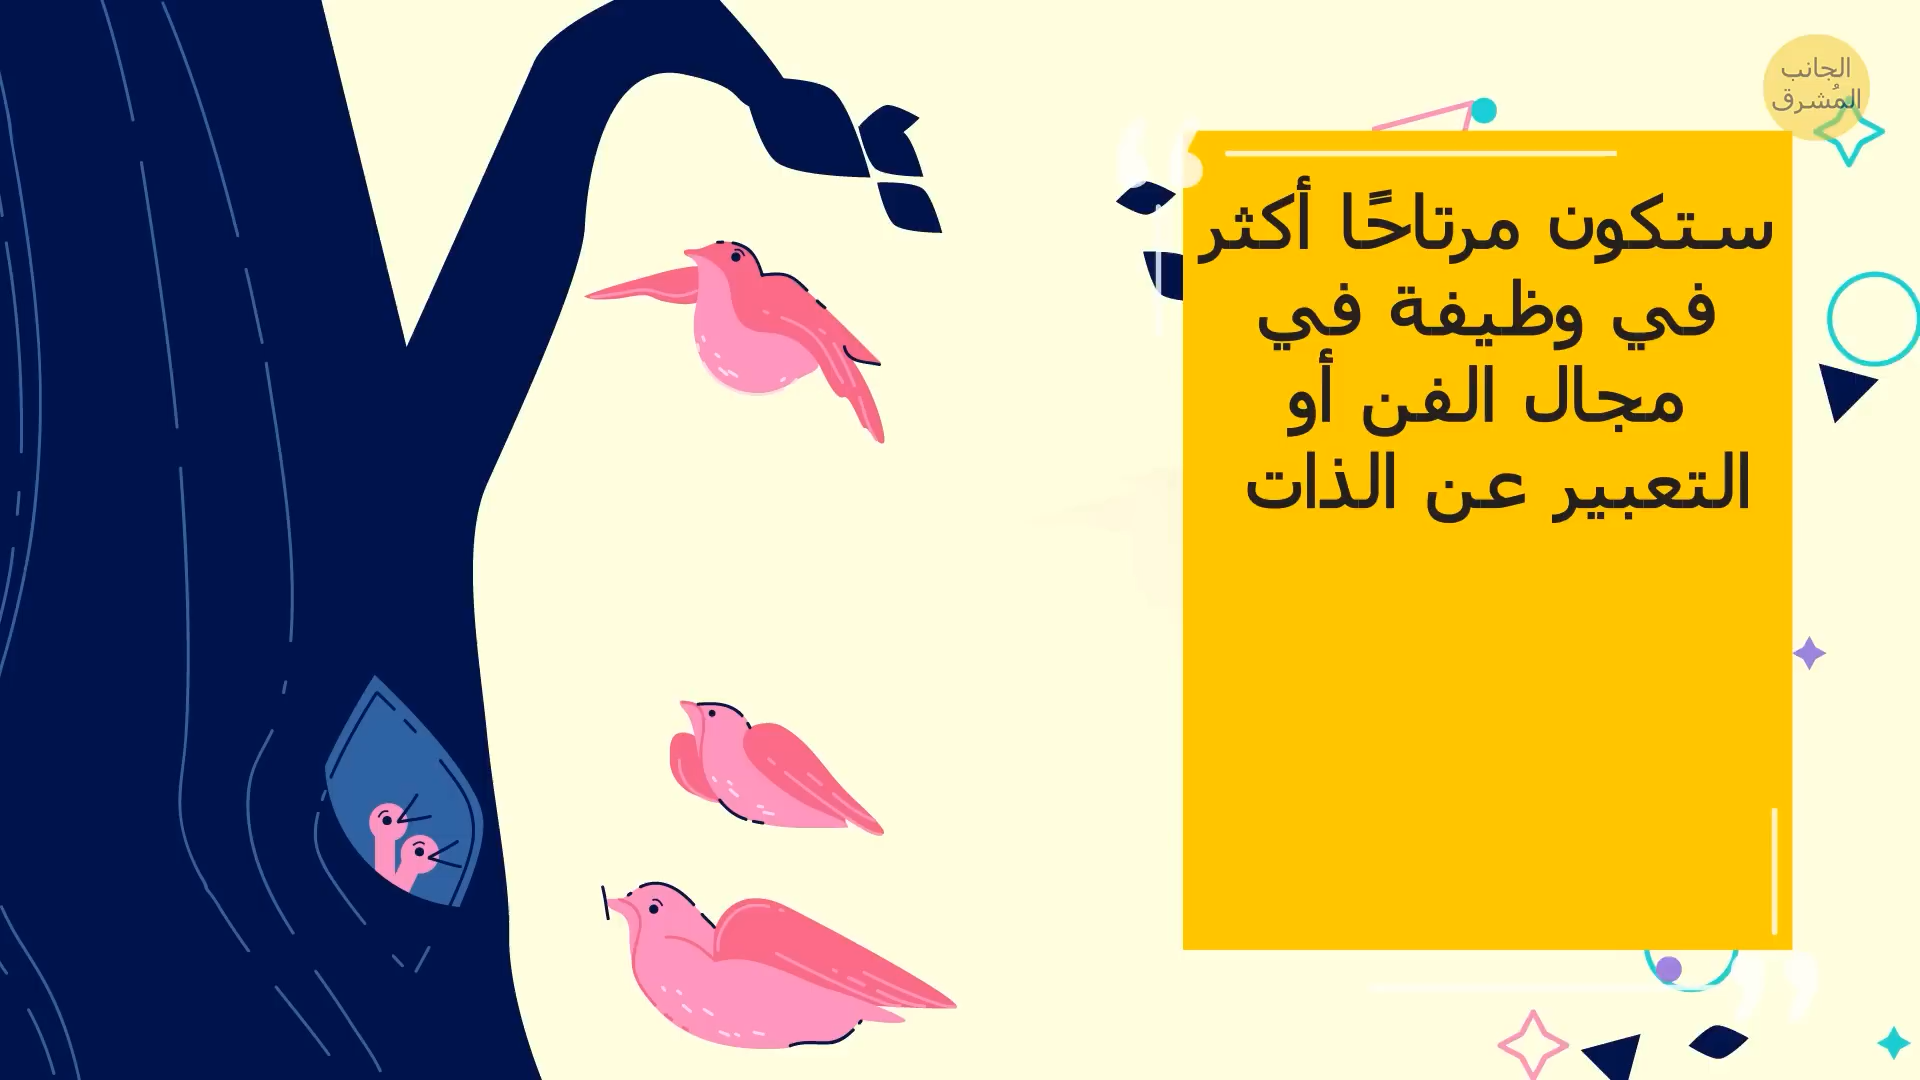 الجانب
المُشرق
ستكون مرتاحًا أكثر
في وظيفة في
مجال الفن أو
التعبير عن الذات